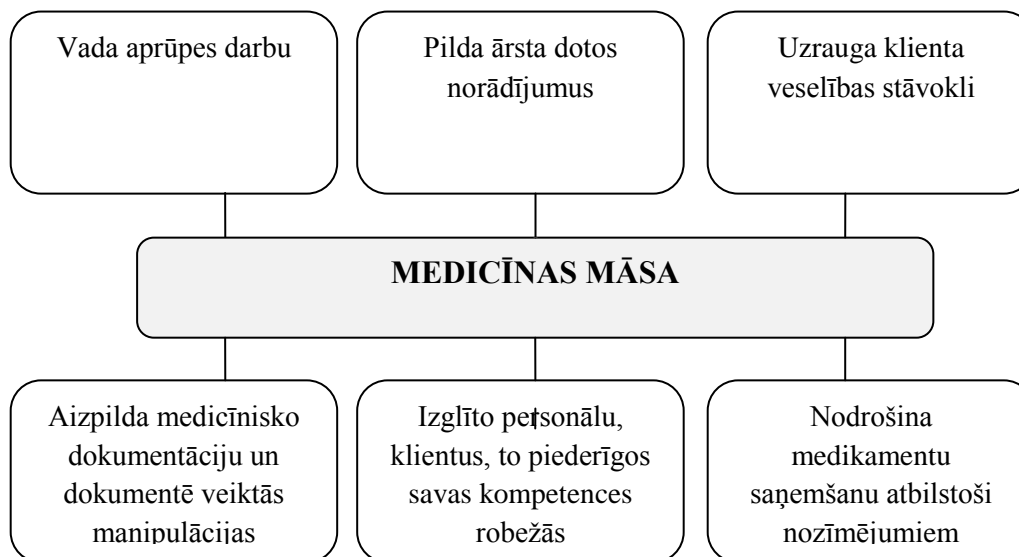 Vada aprūpes darbu
Pilda ārsta dotos
norādījumus
Uzrauga klienta
veselības stāvokli
MEDICĪNAS MĀSA
Aizpilda medicīnisko
dokumentāciju un
dokumentē veiktās
manipulācijas
Izglīto personālu,
klientus, to piederīgos
savas kompetences
robežās
Nodrošina
medikamentu
saņemšanu atbilstoši
nozīmējumiem